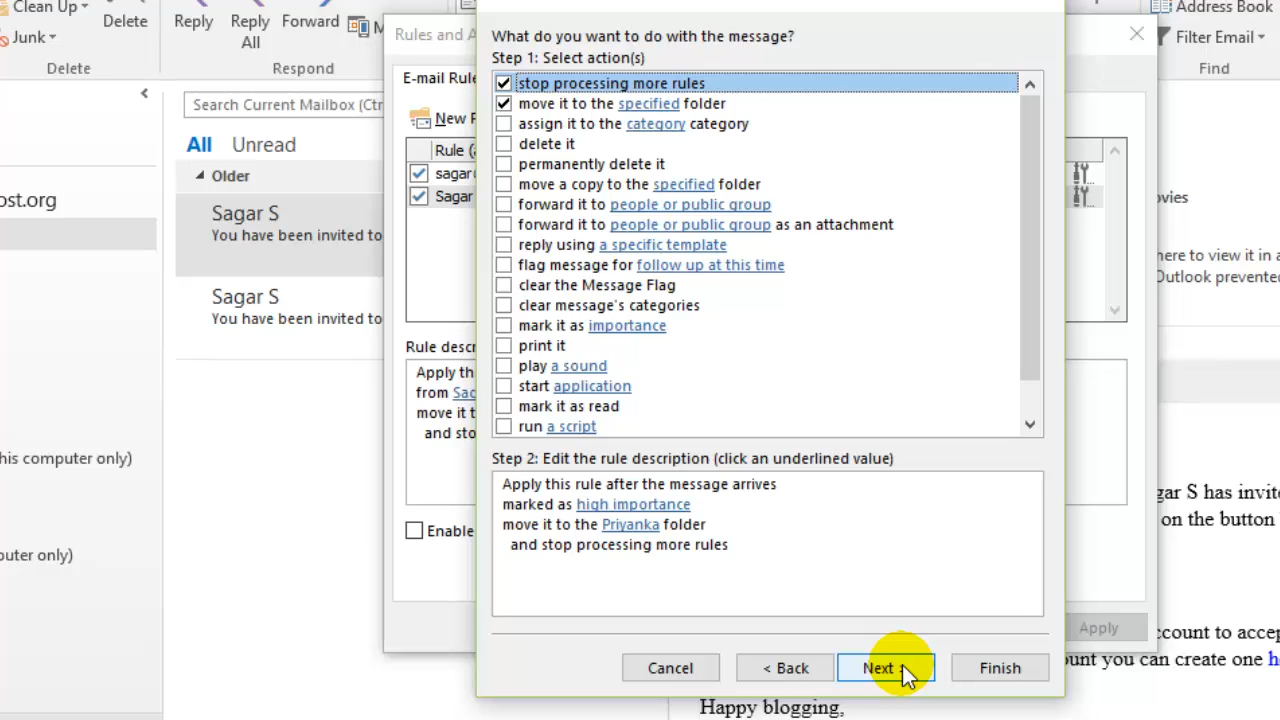 Clean Up
Delete
Reply
Reply All
Forward
M
Address Book
Junk
Filter Email
Delete
Respond
Find
Rules and A
Search Current Mailbox (Ctr
All Unread
Older
ost.org
Sagar S
You have been invited to
Sagar S
You have been invited to
his computer only)
puter only)
E-mail Rule
New R
Rule (a
sagar
Sagar
Rule descr
Apply th
from Sag
move it t
and sto
Enable
What do you want to do with the message?
Step 1: Select action(s)
stop processing more rules
move it to the specified folder
assign it to the category category
delete it
permanently delete it
move a copy to the specified folder
forward it to people or public group
forward it to people or public group as an attachment
reply using a specific template
flag message for follow up at this time
clear the Message Flag
clear message's categories
mark it as importance
print it
play a sound
start application
mark it as read
run a script
Step 2: Edit the rule description (click an underlined value)
Apply this rule after the message arrives
marked as high importance
move it to the Priyanka folder
and stop processing more rules
Cancel
< Back
Next >
Finish
Apply
ovies
here to view it in a
Outlook prevented
gar S has invite
on the button
ccount to accep
ount you can create one he
Happy blogging,